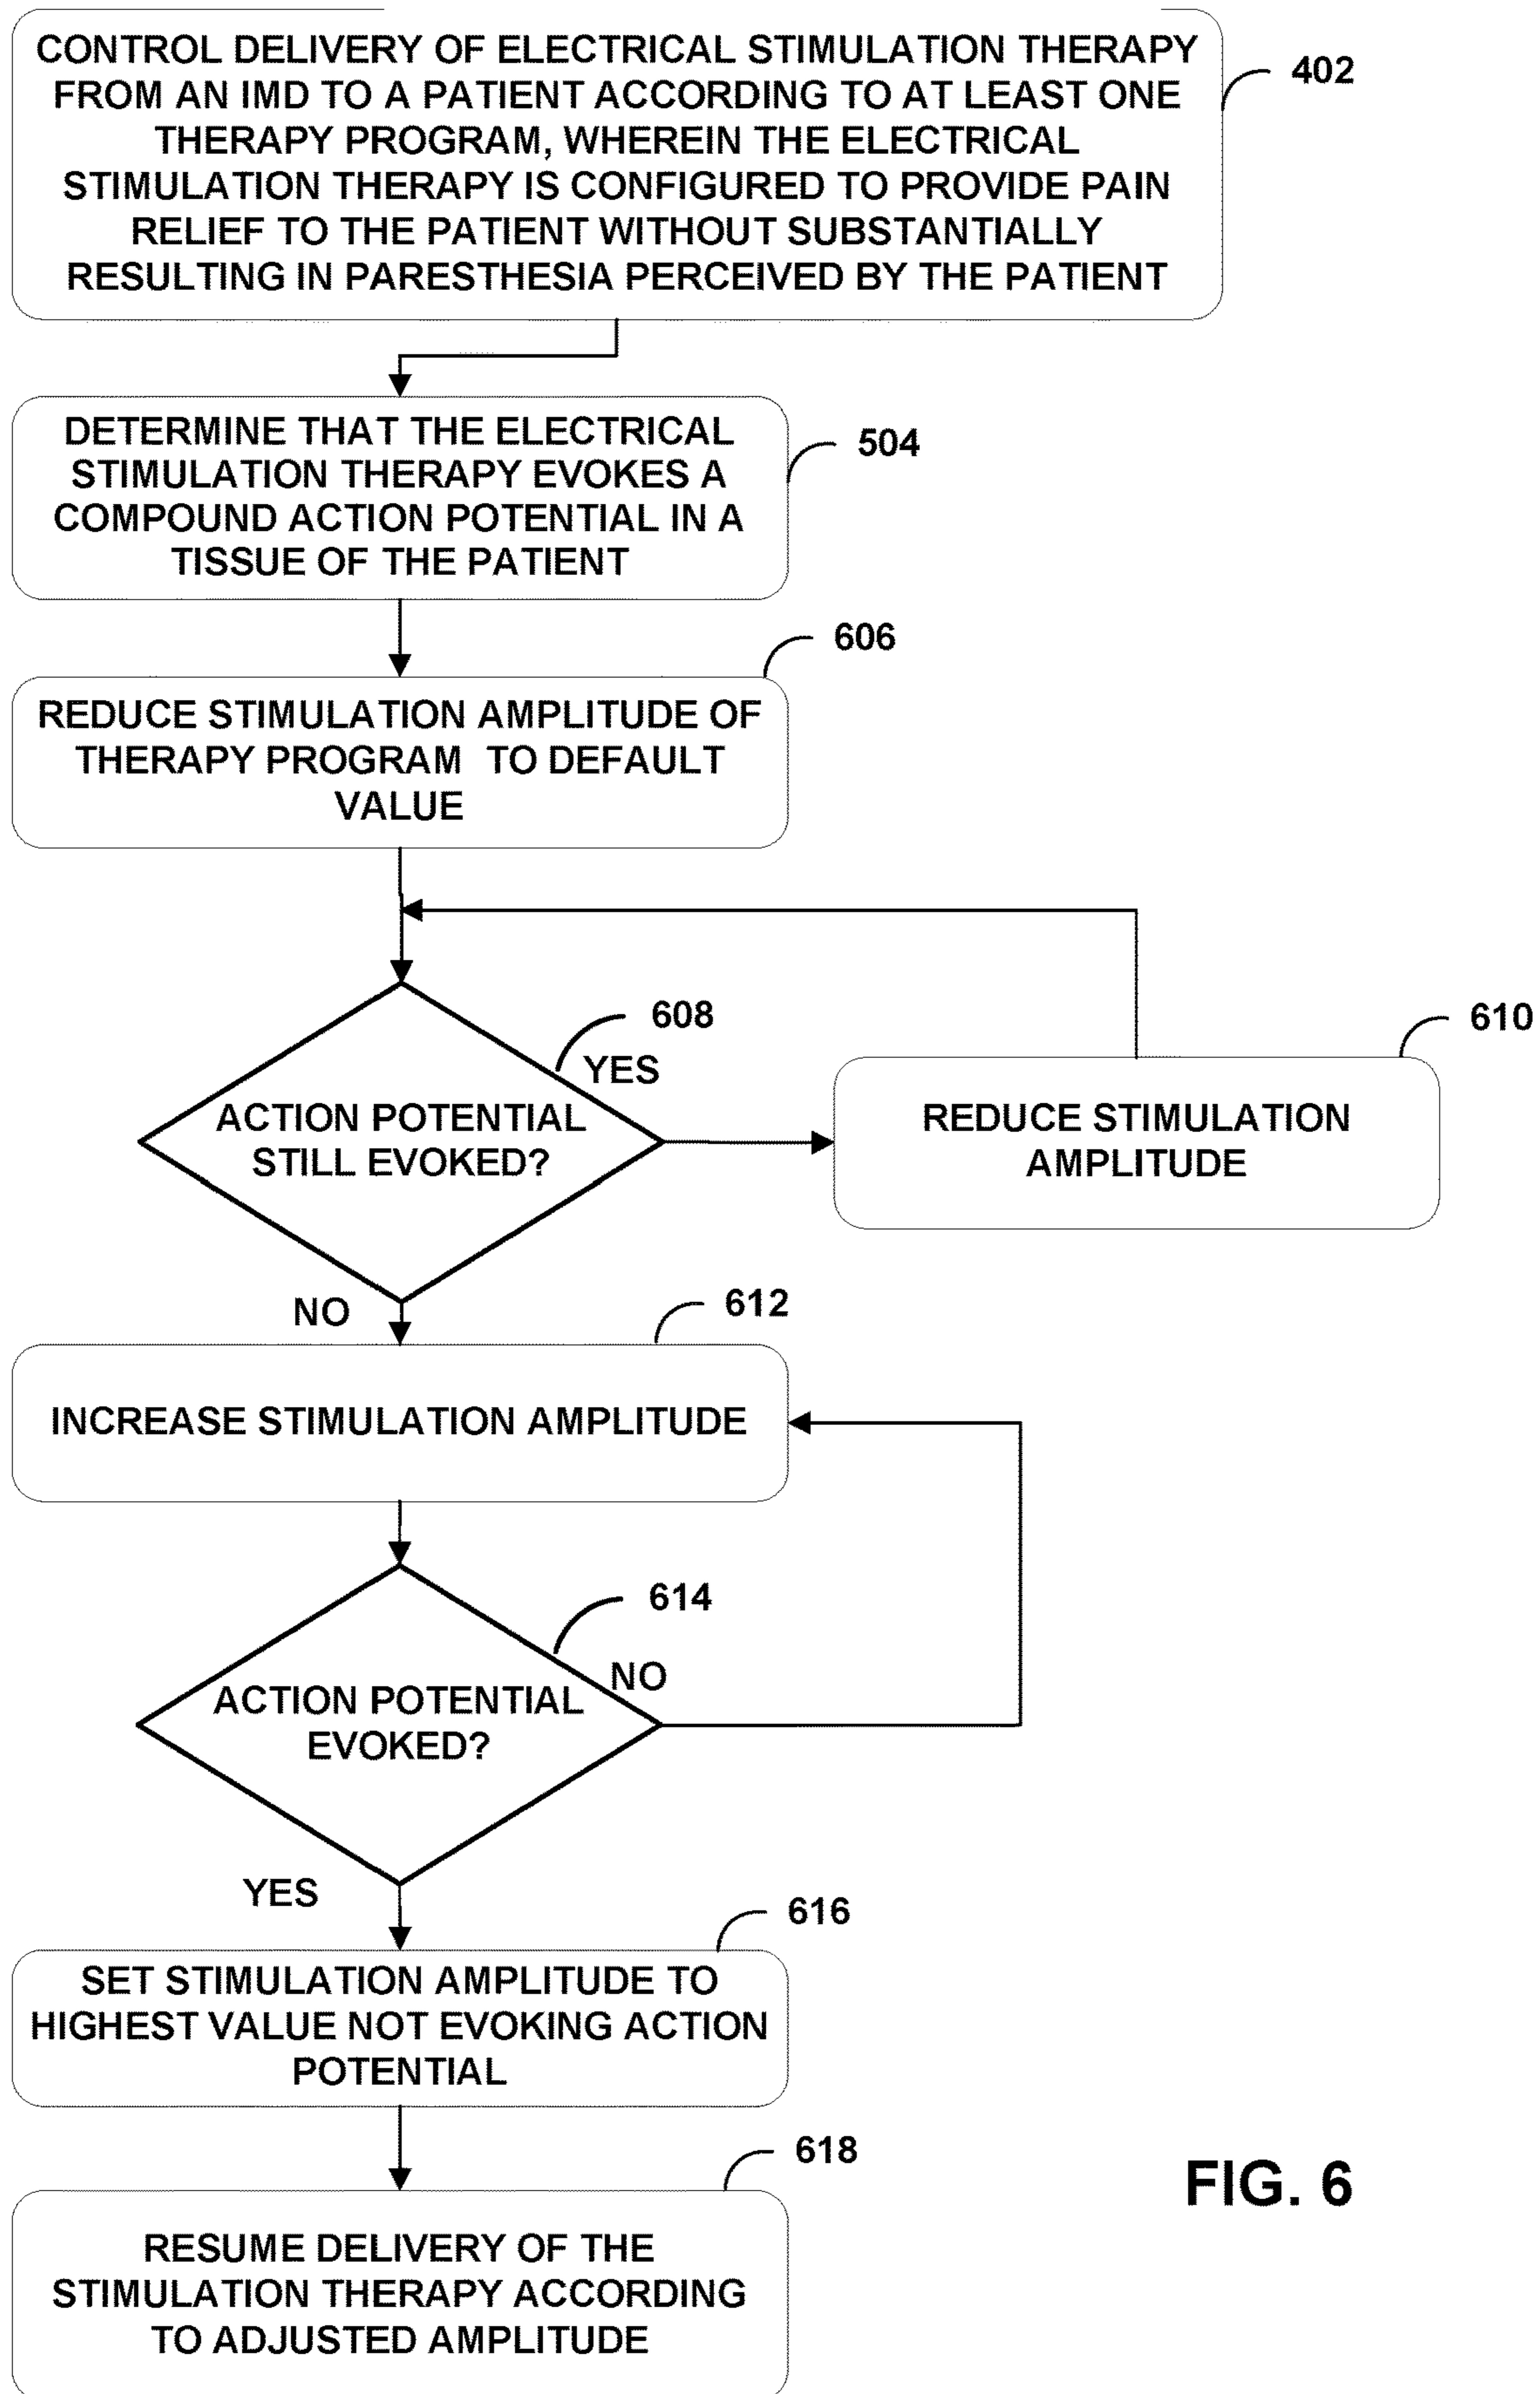 CONTROL DELIVERY OF ELECTRICAL STIMULATION THERAPY
FROM AN IMD TO A PATIENT ACCORDING TO AT LEAST ONE
THERAPY PROGRAM, WHEREIN THE ELECTRICAL
STIMULATION THERAPY IS CONFIGURED TO PROVIDE PAIN
RELIEF TO THE PATIENT WITHOUT SUBSTANTIALLY
RESULTING IN PARESTHESIA PERCEIVED BY THE PATIENT
402
DETERMINE THAT THE ELECTRICAL
STIMULATION THERAPY EVOKES A
COMPOUND ACTION POTENTIAL IN A
TISSUE OF THE PATIENT
504
606
REDUCE STIMULATION AMPLITUDE OF
THERAPY PROGRAM TO DEFAULT
VALUE
608
YES
ACTION POTENTIAL
STILL EVOKED?
610
REDUCE STIMULATION
AMPLITUDE
NO
612
INCREASE STIMULATION AMPLITUDE
614
NO
ACTION POTENTIAL
EVOKED?
YES
616
SET STIMULATION AMPLITUDE TO
HIGHEST VALUE NOT EVOKING ACTION
POTENTIAL
618
RESUME DELIVERY OF THE
STIMULATION THERAPY ACCORDING
TO ADJUSTED AMPLITUDE
FIG. 6